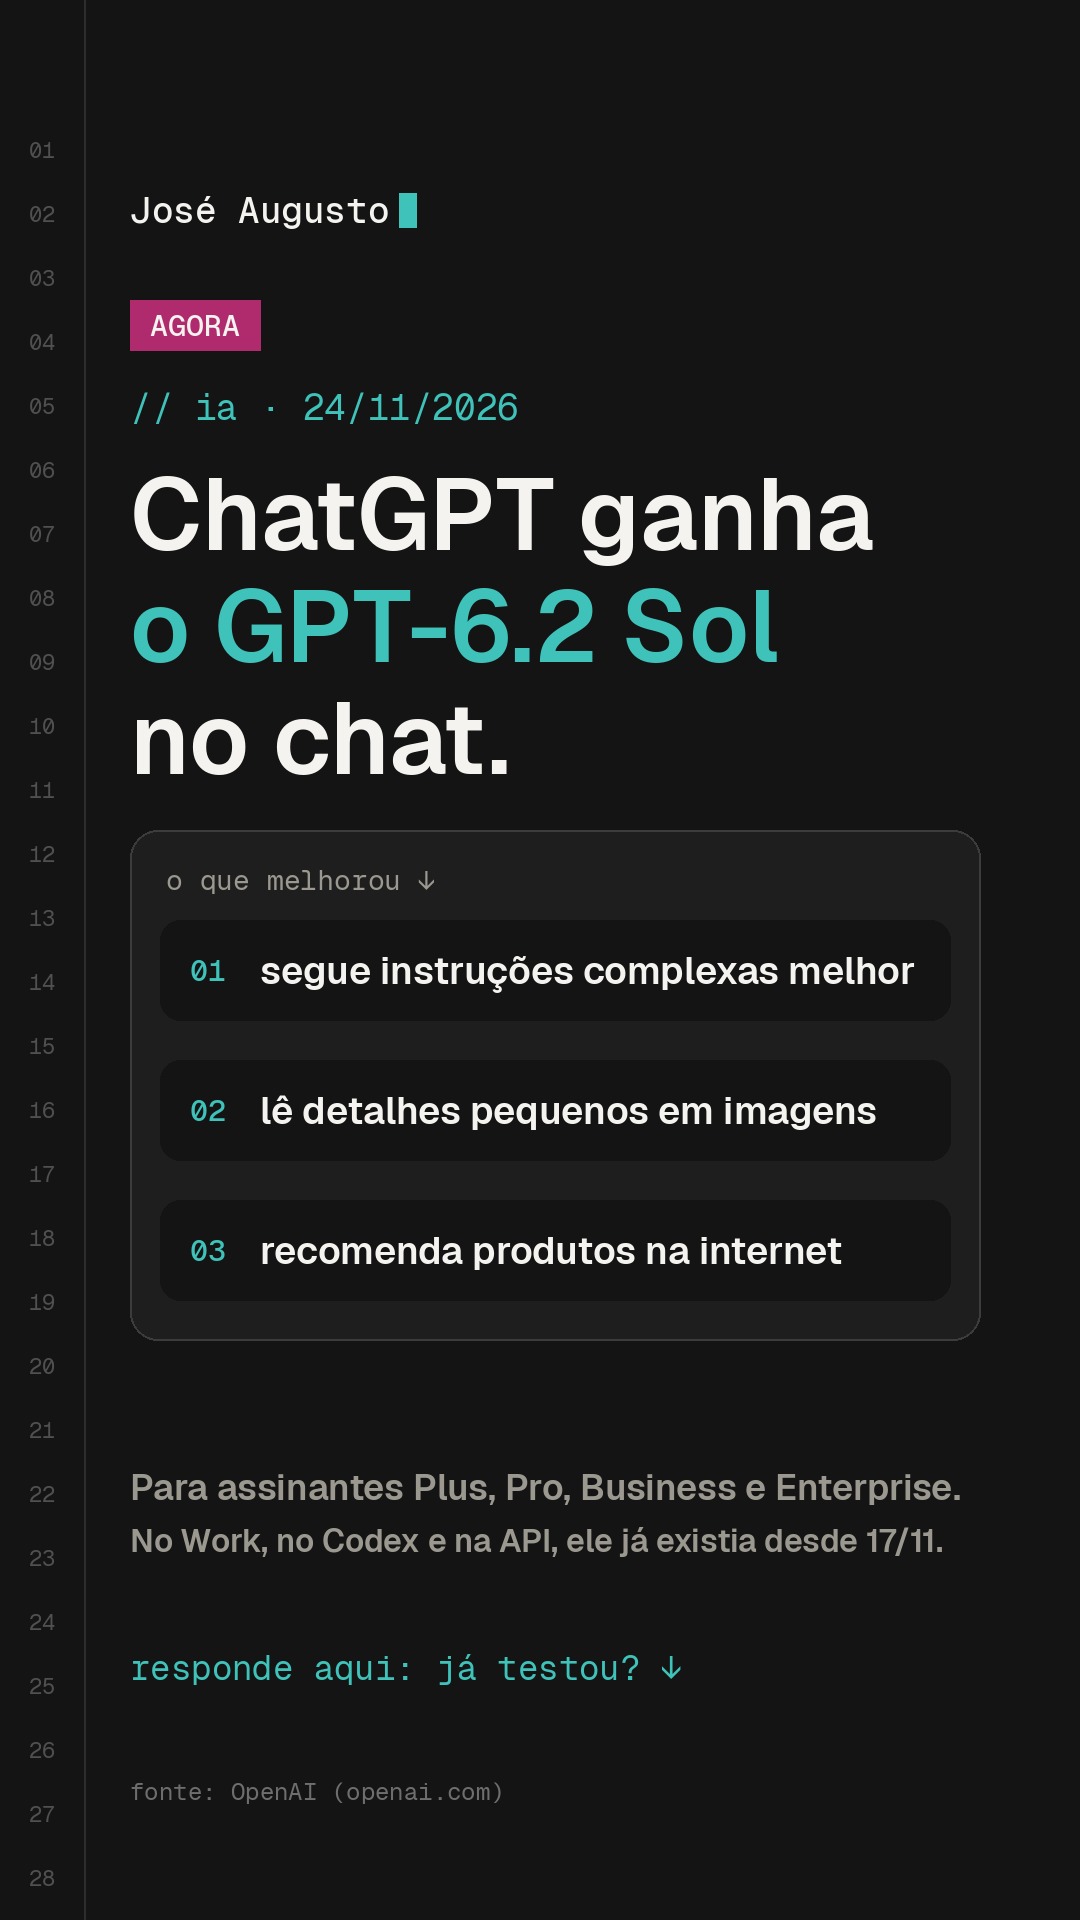 01
02
03
04
05
06
07
08
09
10
11
12
13
14
15
16
17
18
19
20
21
22
23
24
25
26
27
28
José Augusto
AGORA
// ia · 24/11/2026
ChatGPT ganha
o GPT-6.2 Sol
no chat.
o que melhorou ↓
01 segue instruções complexas melhor
02 lê detalhes pequenos em imagens
03 recomenda produtos na internet
Para assinantes Plus, Pro, Business e Enterprise.
No Work, no Codex e na API, ele já existia desde 17/11.
responde aqui: já testou? ↓
fonte: OpenAI (openai.com)